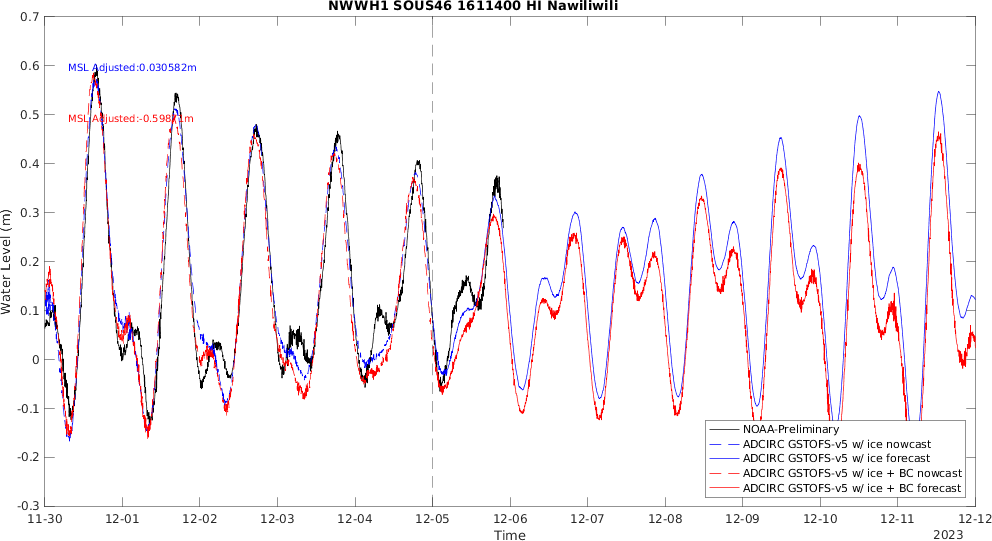 NWWH1 SOUS46 1611400 HI Nawiliwili
0.7
0.6
0.5
0.4
0.3
0.2
0.1
0
-0.1
-0.2
-0.3
Water Level (m)
MSL Adjusted:0.030582m
MSL
NOAA-Preliminary
ADCIRC GSTOFS-v5 w/ ice nowcast
ADCIRC GSTOFS-v5 w/ ice forecast
ADCIRC GSTOFS-v5 w/ ice + BC nowcast
ADCIRC GSTOFS-v5 w/ ice + BC forecast
11-30 12-01 12-02 12-03 12-04 12-05 12-06 12-07 12-08 12-09 12-10 12-11 12-12
Time
2023